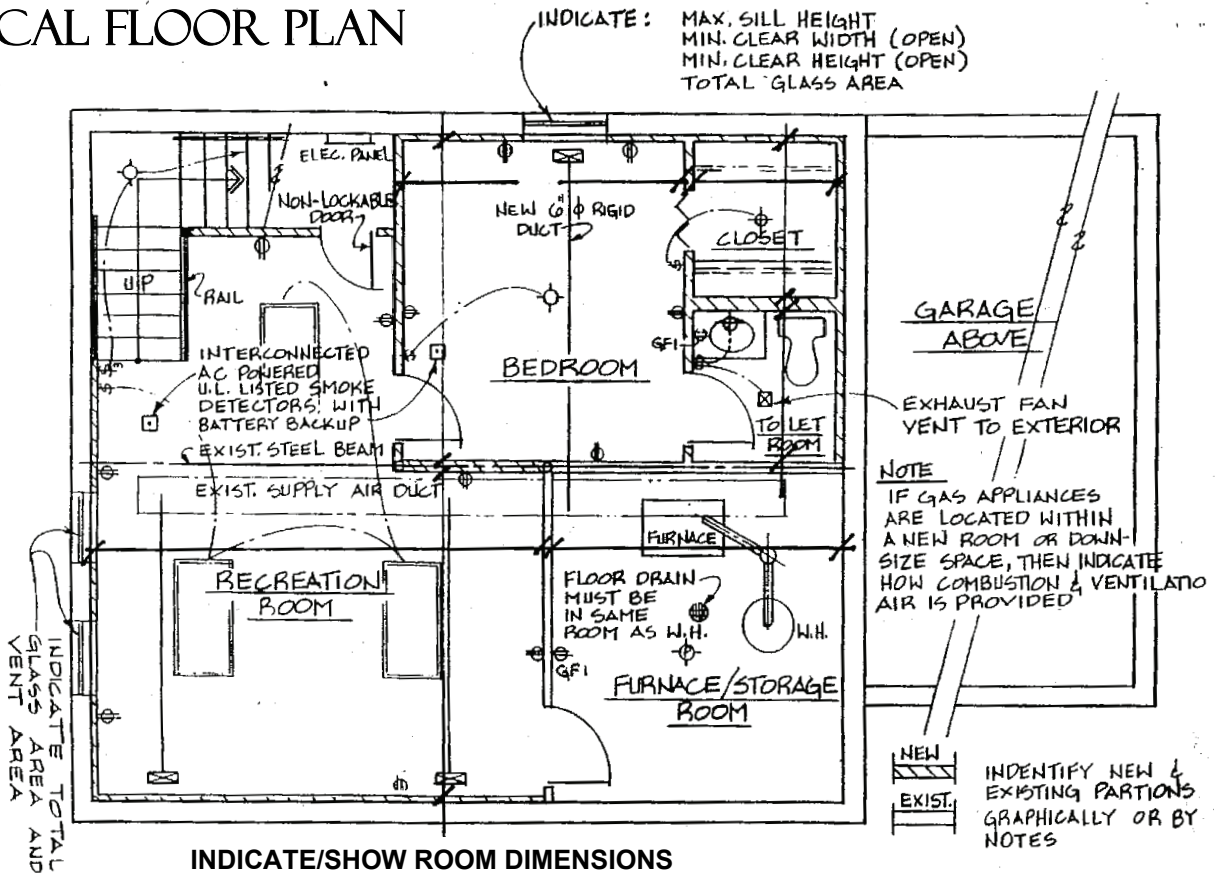 CAL FLOOR PLAN
INDICATE: MAX. SILL HEIGHT
MIN. CLEAR WIDTH (OPEN)
MIN. CLEAR HEIGHT (OPEN)
TOTAL GLASS AREA
ELEC. PANEL
NON-LOCKABLE
DOOR
NEW 6" ϕ RIGID
DUCT
CLOSET
UP
RAIL
GARAGE
ABOVE
INTERCONNECTED
AC POWERED
U.L. LISTED SMOKE
DETECTORS, WITH
BATTERY BACKUP
GFI
BEDROOM
EXHAUST FAN
VENT TO EXTERIOR
TOILET
ROOM
EXIST. STEEL BEAM
EXIST. SUPPLY AIR DUCT
NOTE
IF GAS APPLIANCES
ARE LOCATED WITHIN
A NEW ROOM OR DOWN-
SIZE SPACE, THEN INDICATE
HOW COMBUSTION & VENTILATIO
AIR IS PROVIDED
FURNACE
RECREATION
ROOM
FLOOR DRAIN
MUST BE
IN SAME
ROOM AS W.H.
W.H.
GFI
FURNACE/STORAGE
ROOM
INDICATE TOTAL
GLASS AREA AND
VENT AREA
NEW
EXIST.
INDENTIFY NEW &
EXISTING PARTIONS
GRAPHICALLY OR BY
NOTES
INDICATE/SHOW ROOM DIMENSIONS